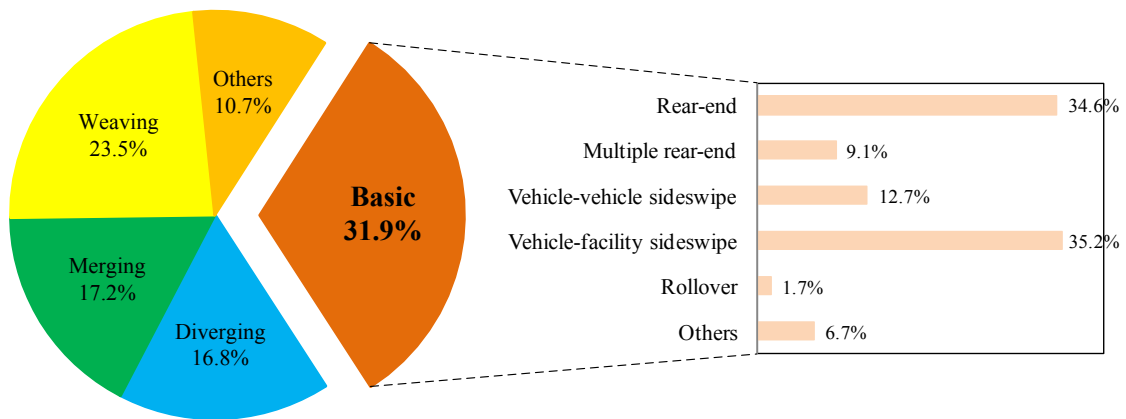 Others
10.7%
Weaving
23.5%
Basic
31.9%
Merging
17.2%
Diverging
16.8%
Rear-end 34.6%
Multiple rear-end 9.1%
Vehicle-vehicle sideswipe 12.7%
Vehicle-facility sideswipe 35.2%
Rollover 1.7%
Others 6.7%